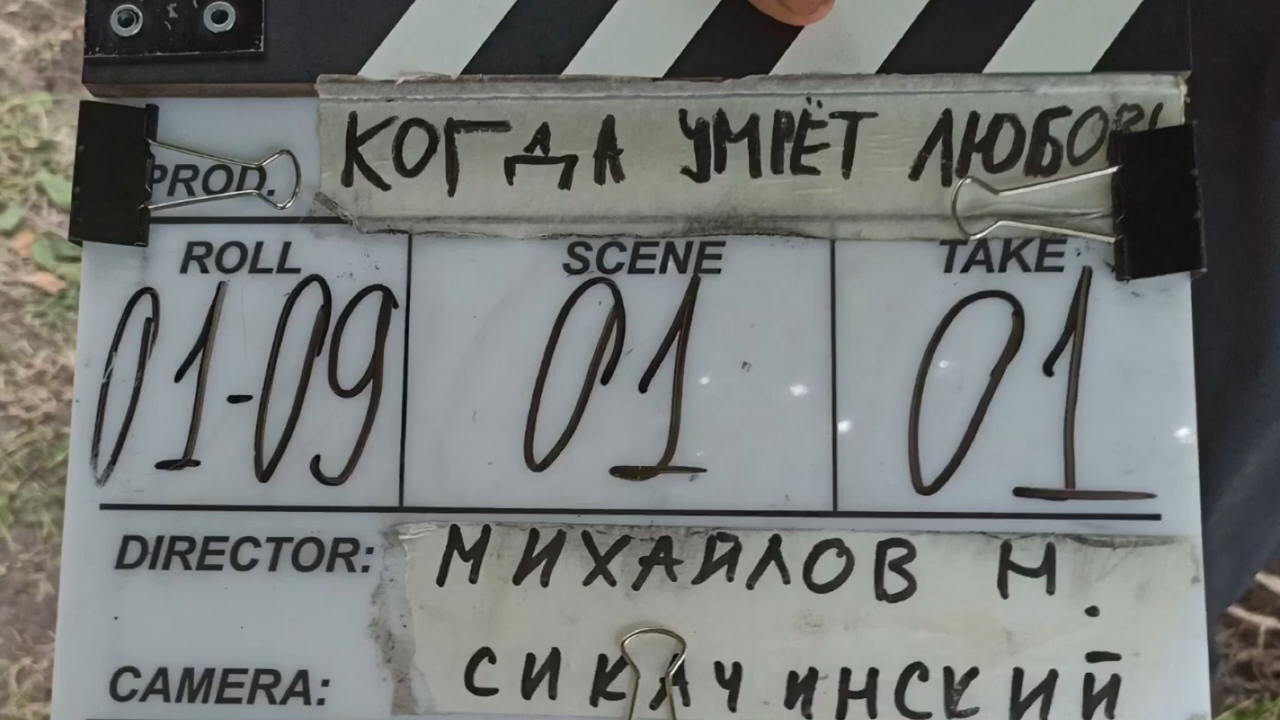 PROD. КОГДА УМРЁТ ЛЮБОВЬ
ROLL SCENE TAKE
01-09 01 01
DIRECTOR: МИХАЙЛОВ Н.
CAMERA: СИКАЧИНСКИЙ